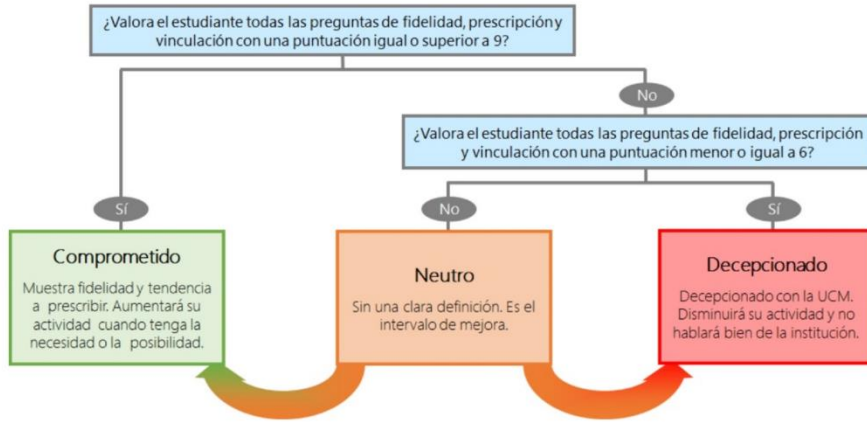 ¿Valora el estudiante todas las preguntas de fidelidad, prescripción y
vinculación con una puntuación igual o superior a 9?
No
¿Valora el estudiante todas las preguntas de fidelidad, prescripción
y vinculación con una puntuación menor o igual a 6?
Sí
No
Sí
Comprometido
Muestra fidelidad y tendencia
a prescribir. Aumentará su
actividad cuando tenga la
necesidad o la posibilidad.
Neutro
Sin una clara definición. Es el
intervalo de mejora.
Decepcionado
Decepcionado con la UCM.
Disminuirá su actividad y no
hablará bien de la institución.